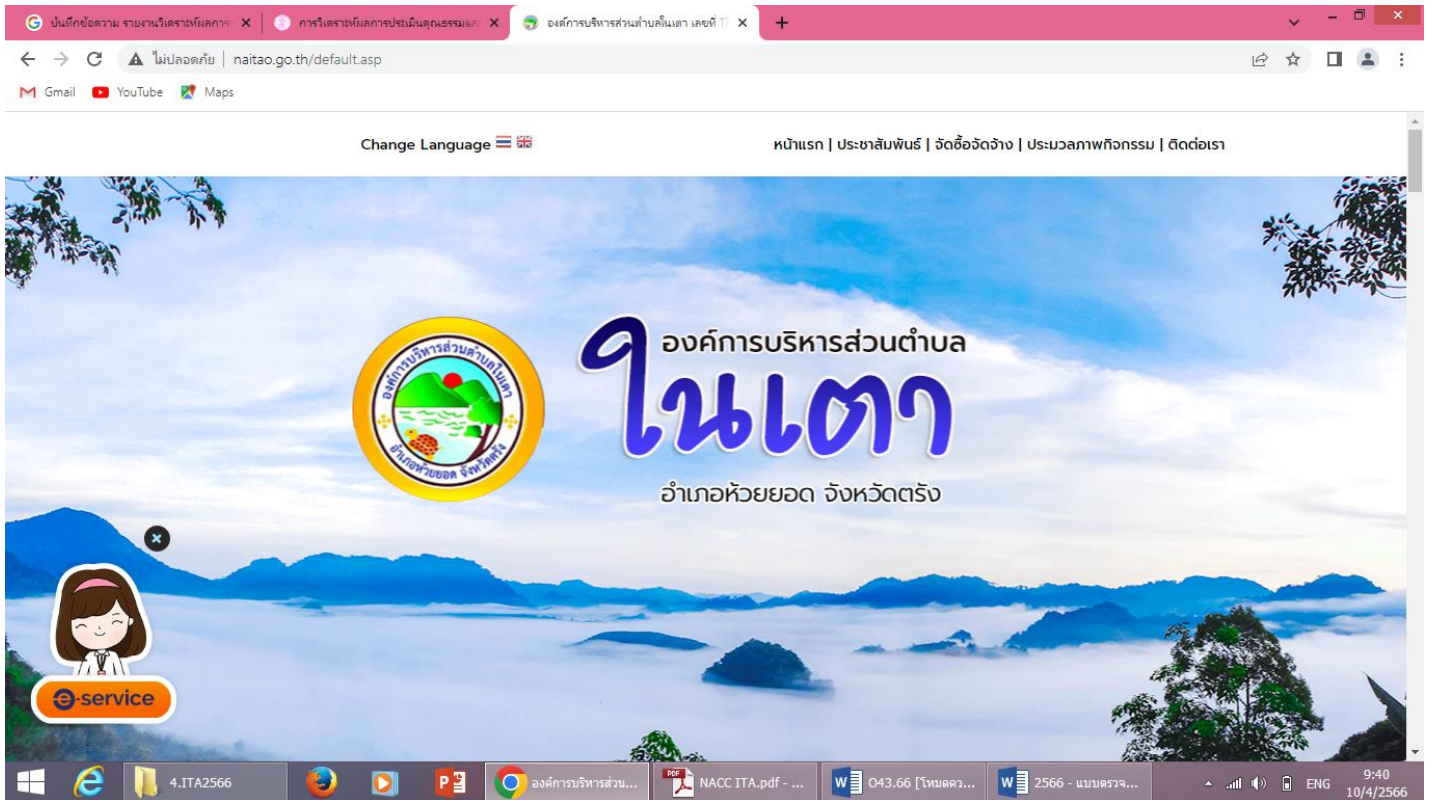 บันทึกข้อความ รายงานวิเคราะห์ผลการ
การวิเคราะห์ผลการประเมินคุณธรรมและ
องค์การบริหารส่วนตำบลในเตา เลขที่ 17
ไม่ปลอดภัย | naitao.go.th/default.asp
Gmail YouTube Maps
Change Language
หน้าแรก | ประชาสัมพันธ์ | จัดซื้อจัดจ้าง | ประมวลภาพกิจกรรม | ติดต่อเรา
องค์การบริหารส่วนตำบลในเตา
อำเภอห้วยยอด จังหวัดตรัง
องค์การบริหารส่วนตำบล
ในเตา
อำเภอห้วยยอด จังหวัดตรัง
e-service
4.ITA2566
องค์การบริหารส่วน...
PDF
NACC ITA.pdf - ...
O43.66 [โหมดคว...
2566 - แบบตรวจ...
ENG
9:40
10/4/2566